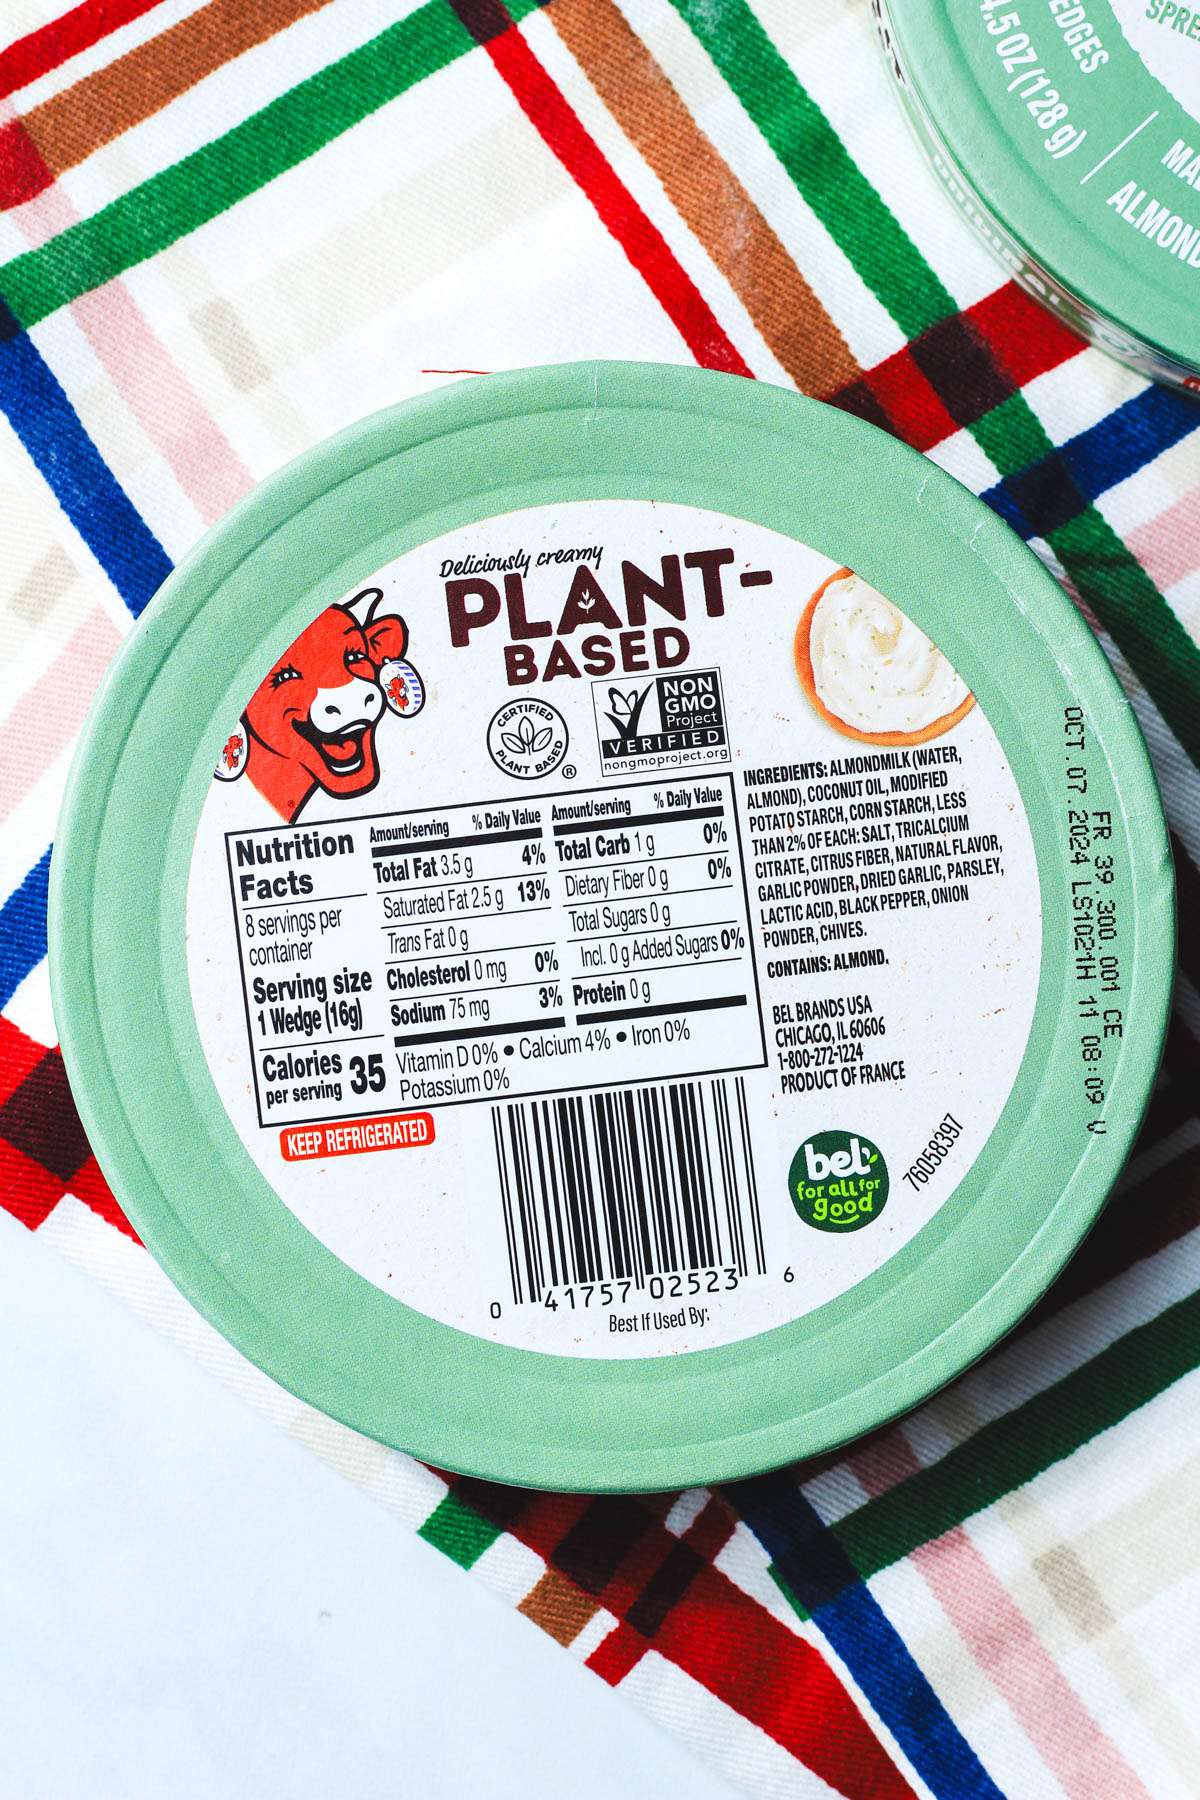 SPRE
EDGES
4.5 OZ (128 g)
MA
ALMOND
Deliciously creamy
PLANT-
BASED
CERTIFIED
PLANT BASED
®
NON
GMO
Project
VERIFIED
nongmoproject.org
Nutrition
Facts
8 servings per
container
Serving size
1 Wedge (16g)
Calories
per serving 35
Amount/serving % Daily Value
Total Fat 3.5 g 4%
Saturated Fat 2.5 g 13%
Trans Fat 0 g
Cholesterol 0 mg 0%
Sodium 75 mg 3%
Amount/serving % Daily Value
Total Carb 1 g 0%
Dietary Fiber 0 g 0%
Total Sugars 0 g
Incl. 0 g Added Sugars 0%
Protein 0 g
Vitamin D 0% • Calcium 4% • Iron 0%
Potassium 0%
KEEP REFRIGERATED
INGREDIENTS: ALMONDMILK (WATER,
ALMOND), COCONUT OIL, MODIFIED
POTATO STARCH, CORN STARCH, LESS
THAN 2% OF EACH: SALT, TRICALCIUM
CITRATE, CITRUS FIBER, NATURAL FLAVOR,
GARLIC POWDER, DRIED GARLIC, PARSLEY,
LACTIC ACID, BLACK PEPPER, ONION
POWDER, CHIVES.
CONTAINS: ALMOND.
BEL BRANDS USA
CHICAGO, IL 60606
1-800-272-1224
PRODUCT OF FRANCE
bel
for all for
good
76058397
0 41757 02523 6
Best If Used By:
FR 39.300.001 CE
OCT.07.2024 LS1021H 11 08:09 V